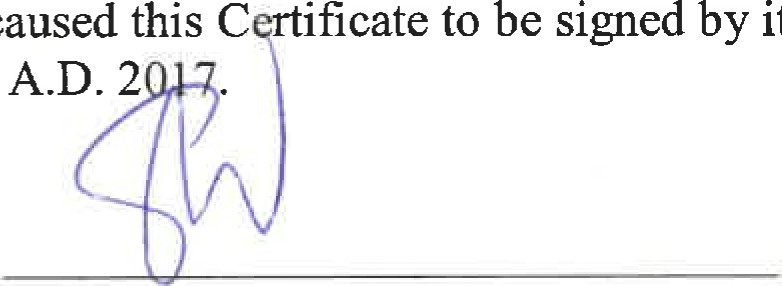 caused this Certificate to be signed by it
A.D. 2017.